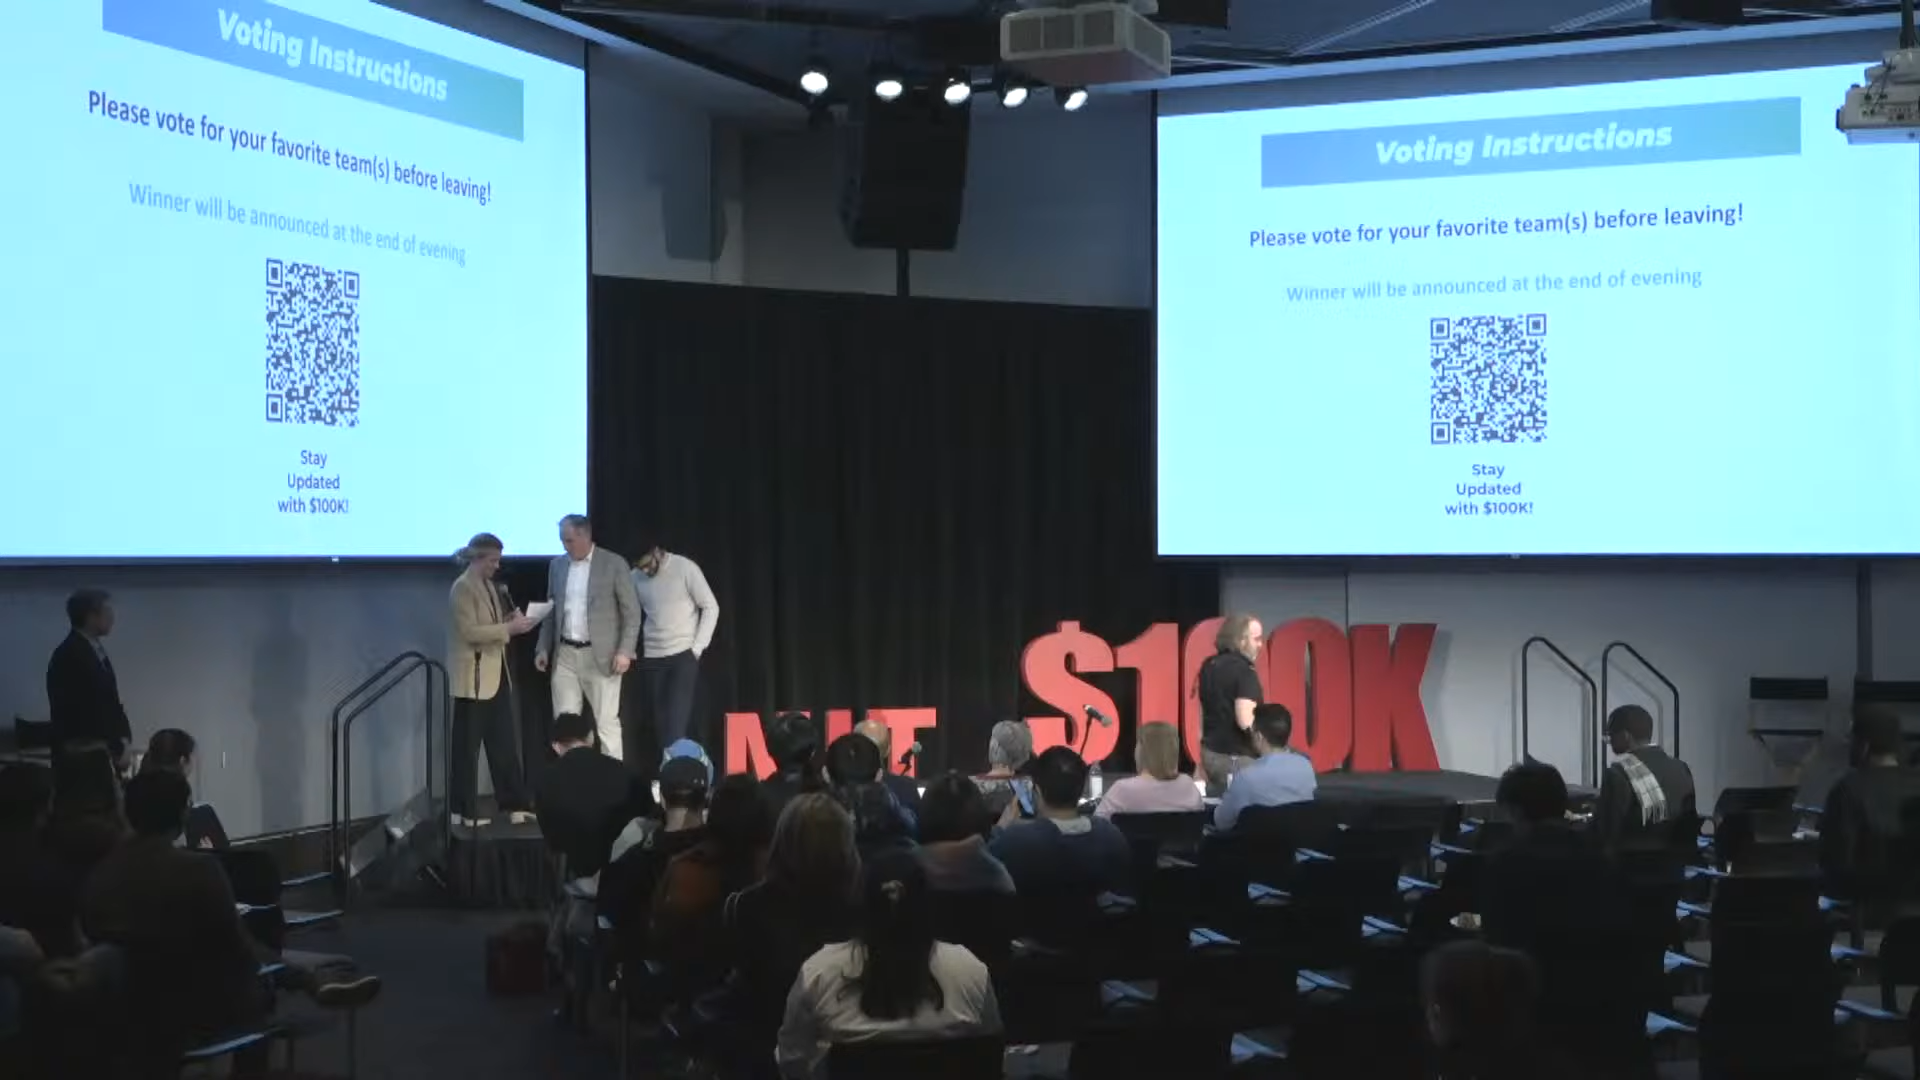 Voting Instructions
Please vote for your favorite team(s) before leaving!
Winner will be announced at the end of evening
Stay
Updated
with $100K!
Voting Instructions
Please vote for your favorite team(s) before leaving!
Winner will be announced at the end of evening
Stay
Updated
with $100K!
MIT
$100K